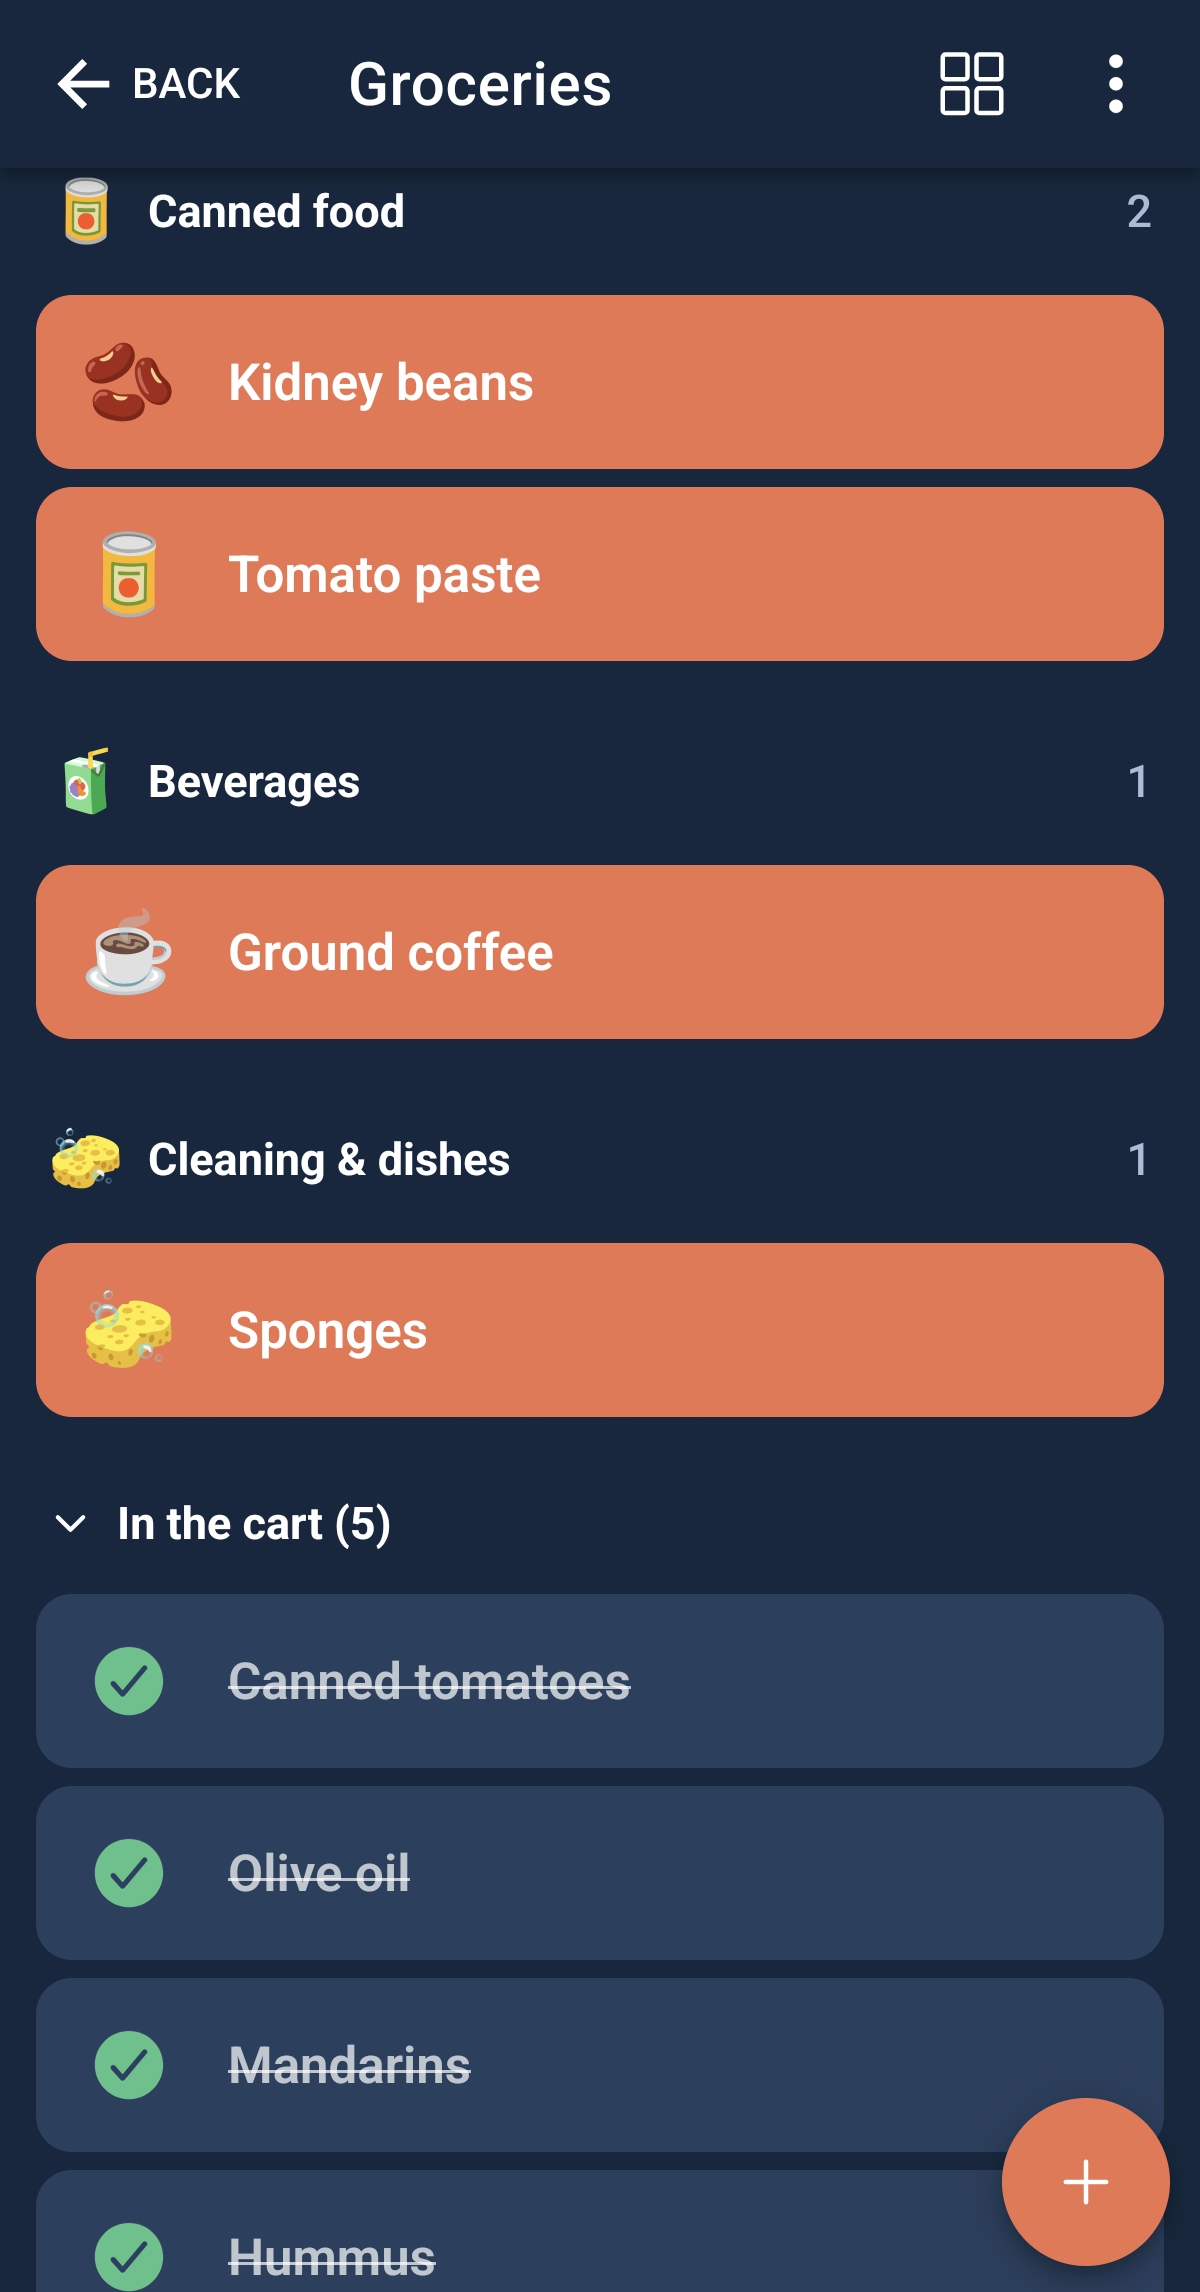 BACK Groceries
Canned food 2
Kidney beans
Tomato paste
Beverages 1
Ground coffee
Cleaning & dishes 1
Sponges
In the cart (5)
Canned tomatoes
Olive oil
Mandarins
Hummus